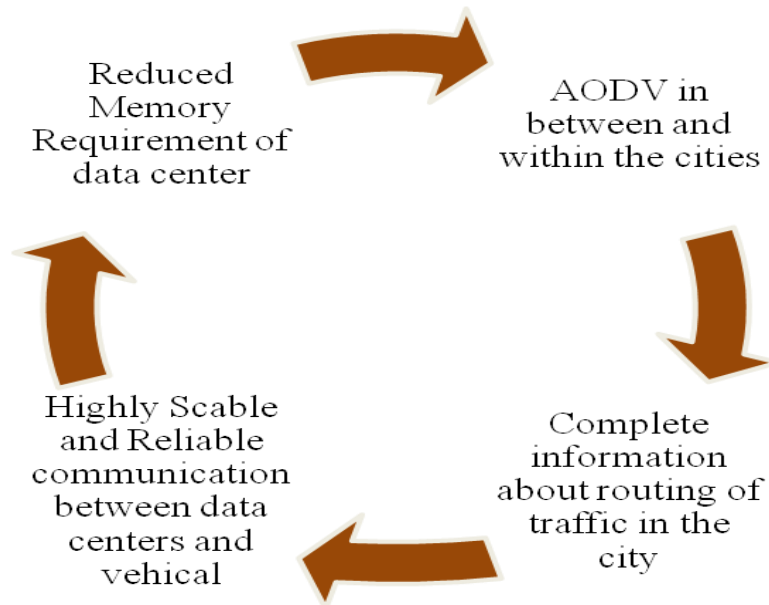 Reduced
Memory
Requirement of
data center
AODV in
between and
within the cities
Complete
information
about routing of
traffic in the
city
Highly Scable
and Reliable
communication
between data
centers and
vehical